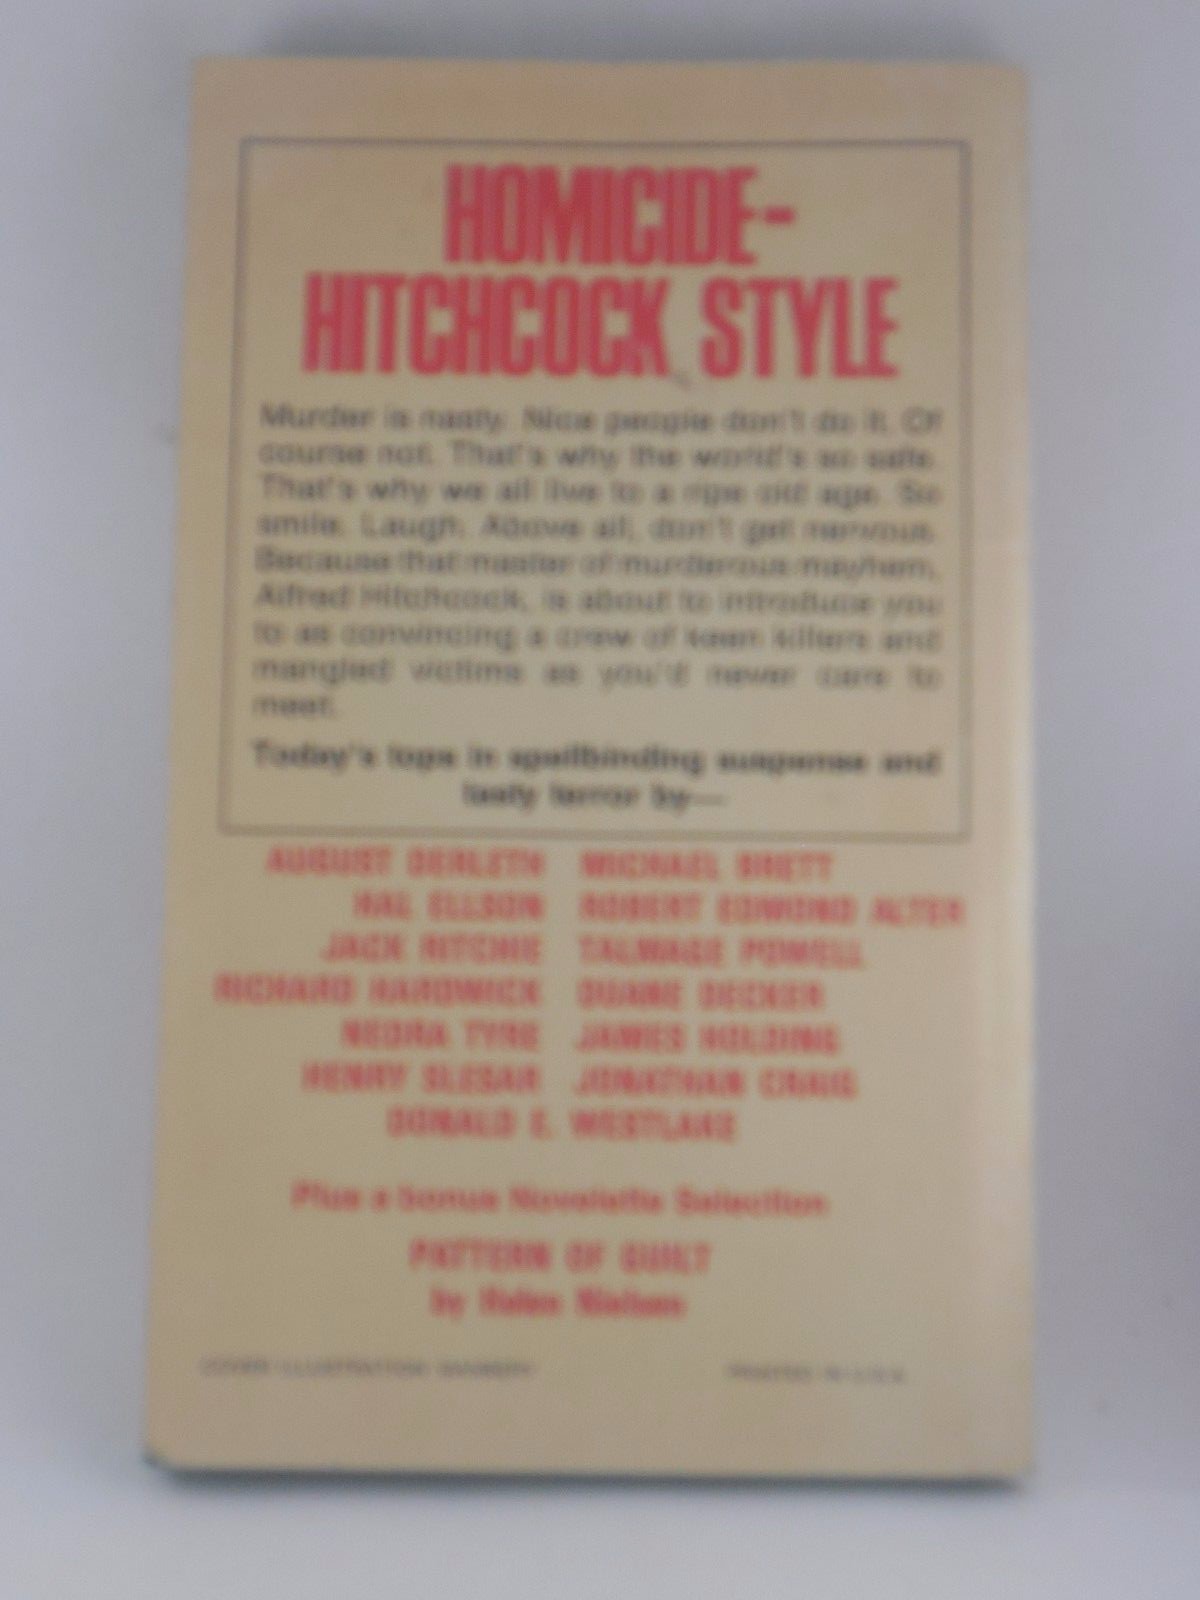 HOMICIDE-
HITCHCOCK STYLE
Murder is nasty. Nice people don't do it. Of
course not. That's why the world's so safe.
That's why we all live to a ripe old age. So
smile. Laugh. Above all, don't get nervous.
Because that master of murderous mayhem,
Alfred Hitchcock, is about to introduce you
to as convincing a crew of keen killers and
mangled victims as you'd never care to
meet.
Today's tops in spellbinding suspense and
tasty terror by—
AUGUST DERLETH MICHAEL BRETT
HAL ELLSON ROBERT EDMOND ALTER
JACK RITCHIE TALMAGE POWELL
RICHARD HARDWICK DUANE DECKER
NEDRA TYRE JAMES HOLDING
HENRY SLESAR JONATHAN CRAIG
DONALD E. WESTLAKE
Plus a bonus Novelette Selection
PATTERN OF GUILT
by Helen Nielsen
COVER ILLUSTRATION
PRINTED IN U.S.A.